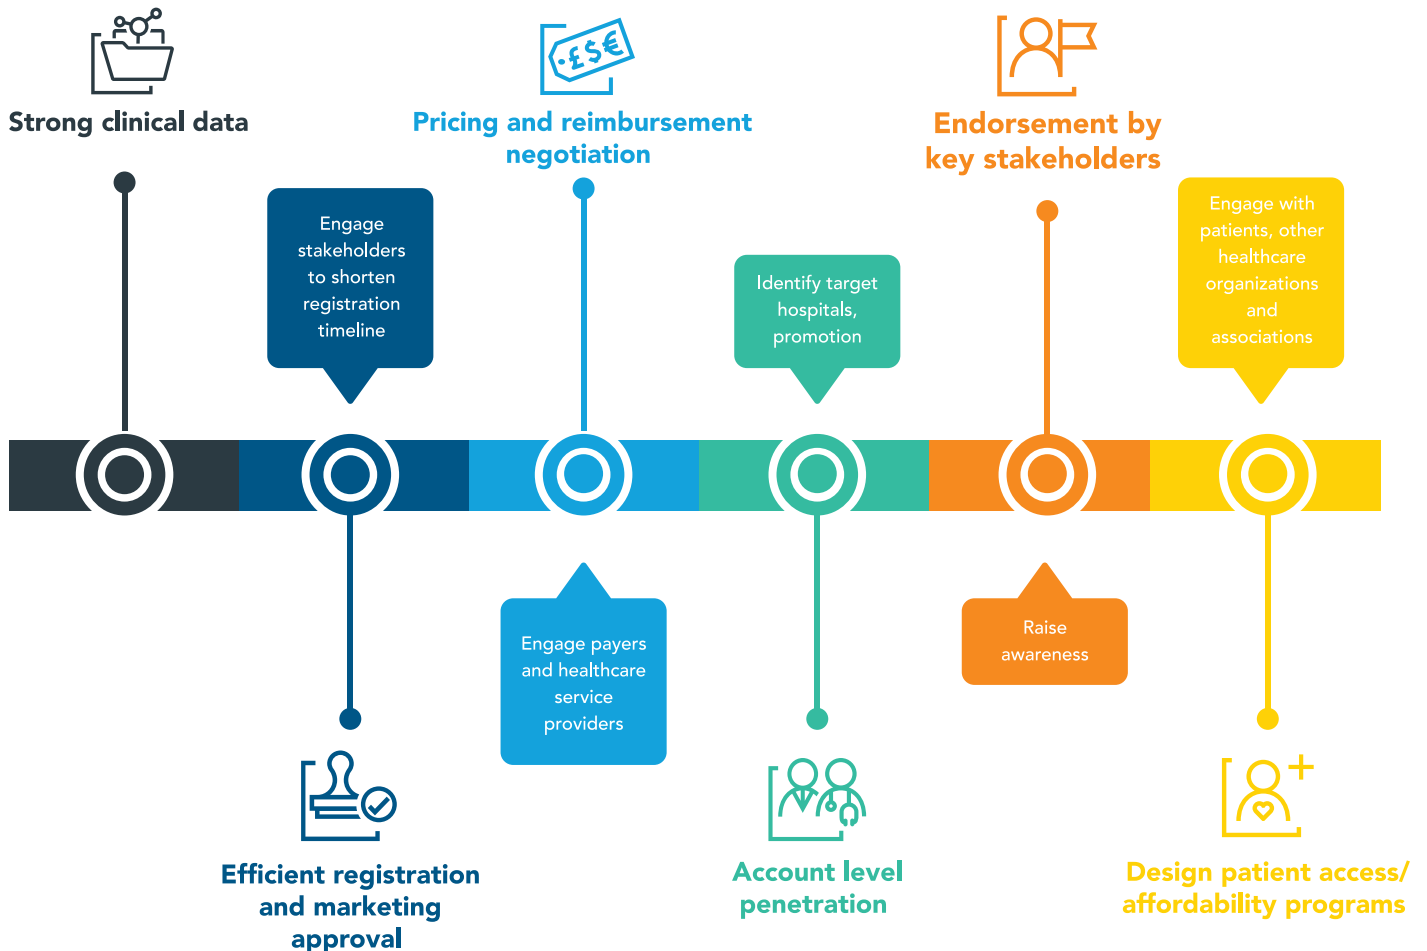 £$€
Strong clinical data
Pricing and reimbursement
negotiation
Endorsement by
key stakeholders
Engage
stakeholders
to shorten
registration
timeline
Identify target
hospitals,
promotion
Engage with
patients, other
healthcare
organizations
and
associations
Engage payers
and healthcare
service
providers
Raise
awareness
Efficient registration
and marketing
approval
Account level
penetration
Design patient access/
affordability programs